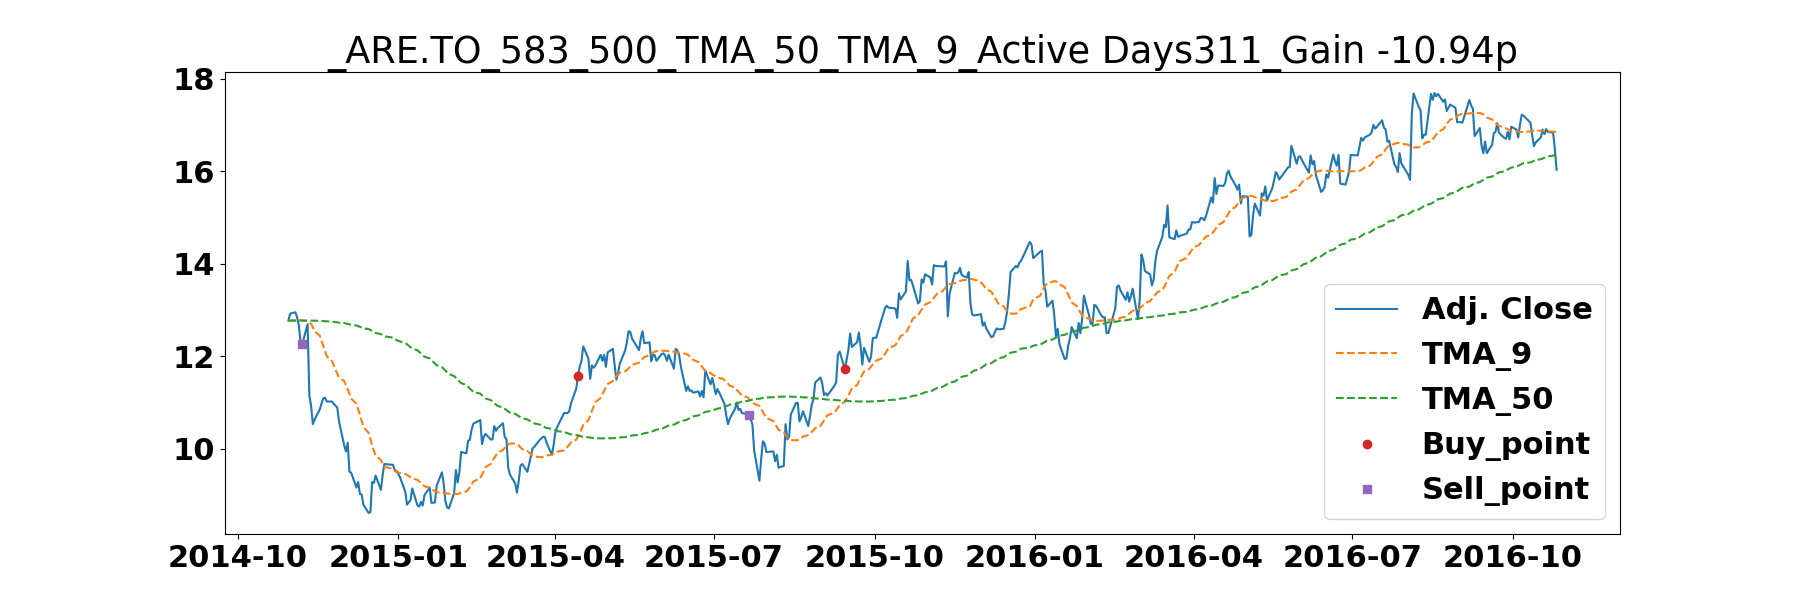 _ARE.TO_583_500_TMA_50_TMA_9_Active Days311_Gain -10.94p
18
16
14
12
10
2014-10 2015-01 2015-04 2015-07 2015-10 2016-01 2016-04 2016-07 2016-10
Adj. Close
TMA_9
TMA_50
Buy_point
Sell_point